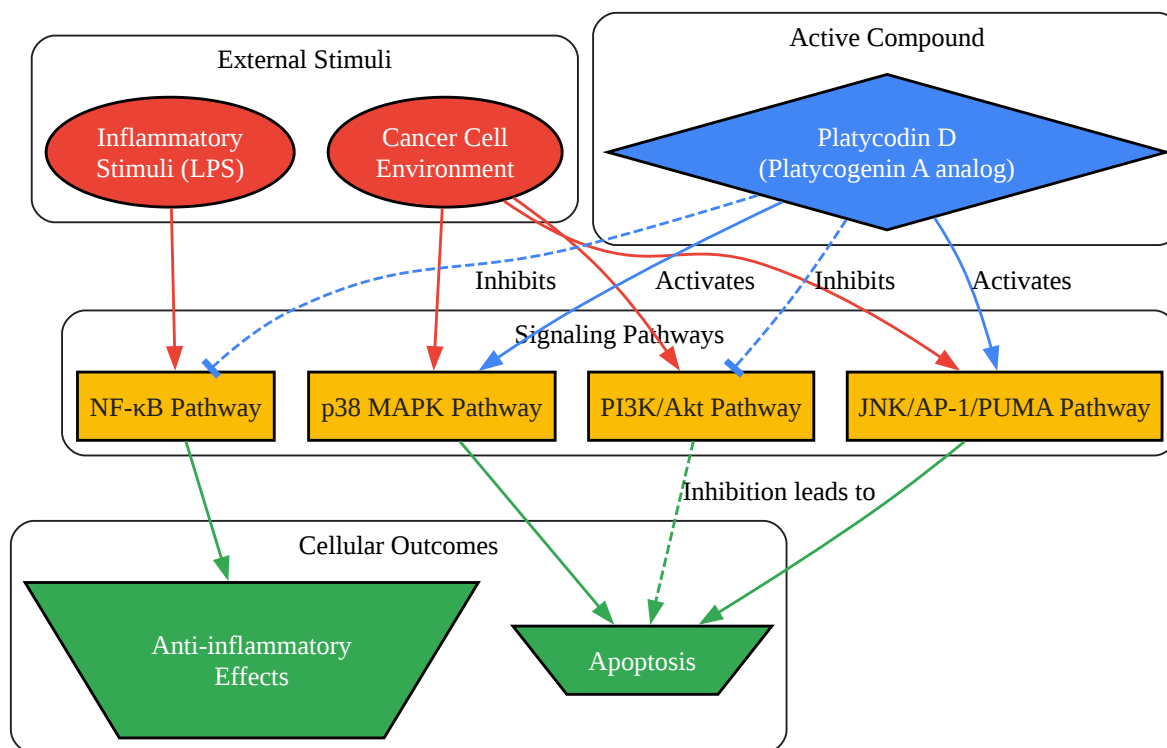 External Stimuli
Active Compound
Inflammatory
Stimuli (LPS)
Cancer Cell
Environment
Platycodin D
(Platycogenin A analog)
Inhibits
Activates
Inhibits
Activates
Signaling Pathways
NF-κB Pathway
p38 MAPK Pathway
PI3K/Akt Pathway
JNK/AP-1/PUMA Pathway
Inhibition leads to
Cellular Outcomes
Anti-inflammatory
Effects
Apoptosis